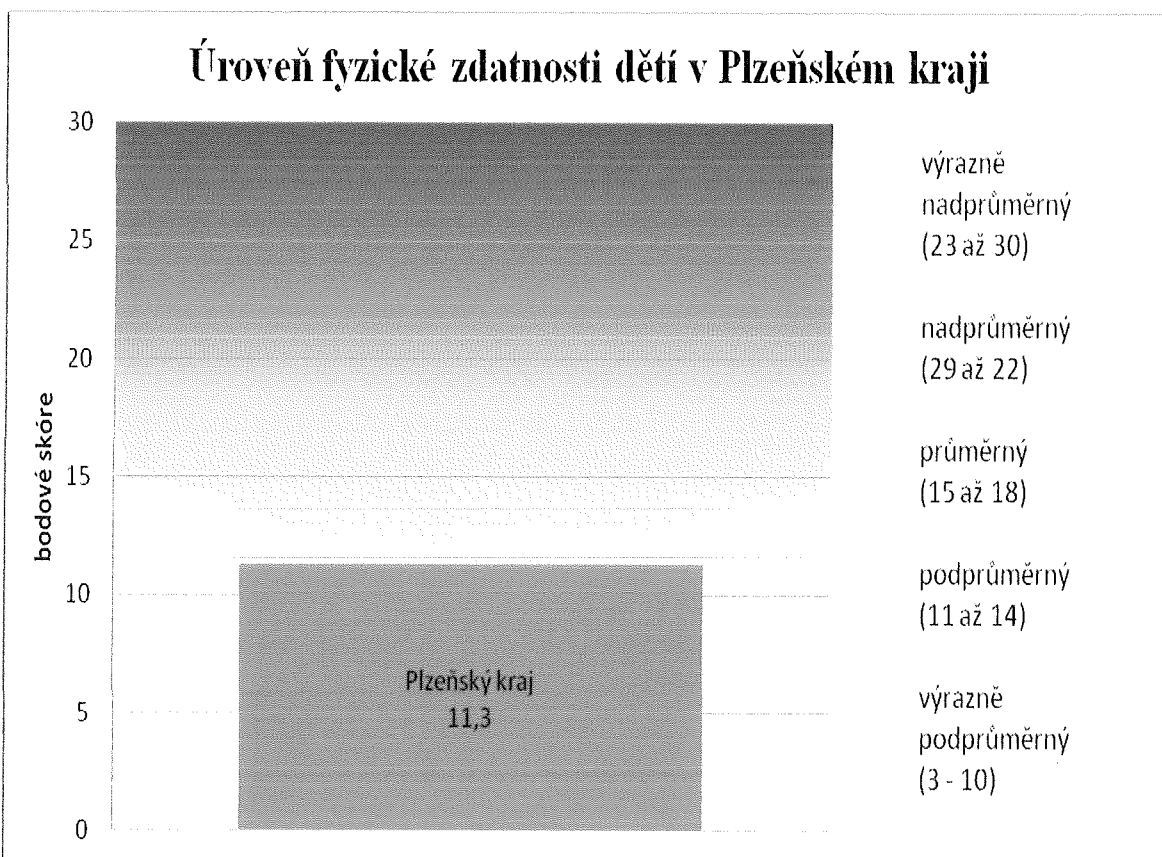 Úroveň fyzické zdatnosti dětí v Plzeňském kraji
30
25
20
15
10
5
0
bodové skóre
Plzeňský kraj
11,3
výrazně
nadprůměrný
(23 až 30)
nadprůměrný
(29 až 22)
průměrný
(15 až 18)
podprůměrný
(11 až 14)
výrazně
podprůměrný
(3 - 10)